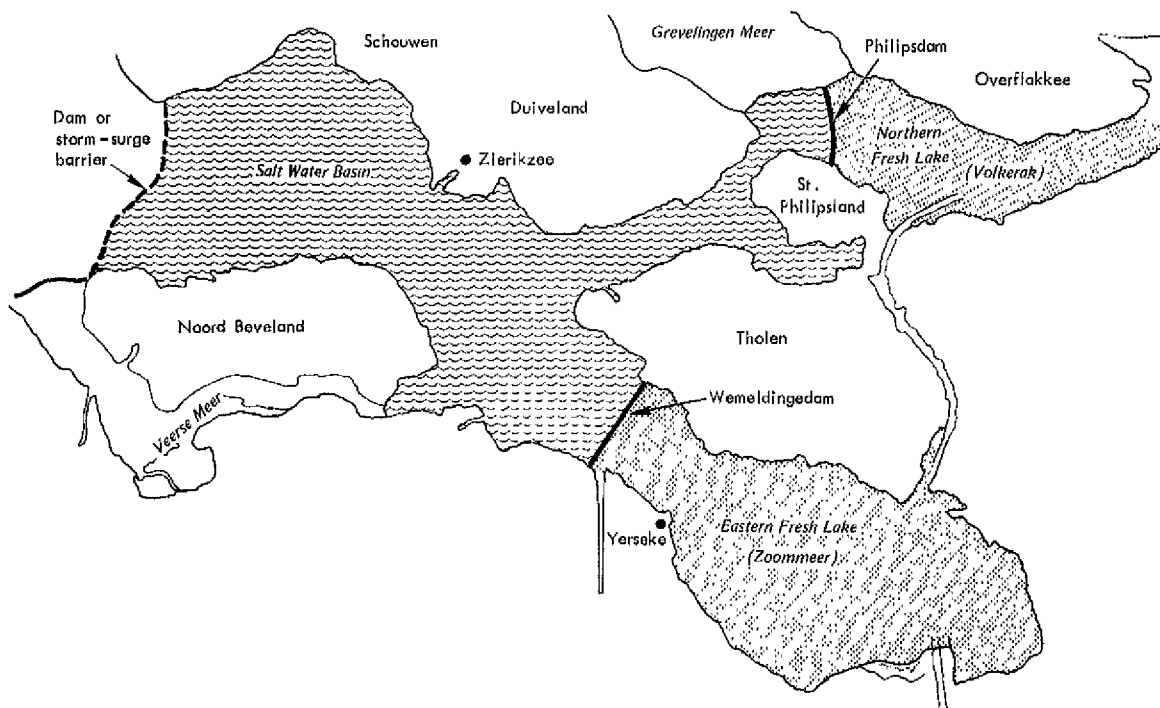 Schouwen
Grevelingen Meer
Philipsdam
Overflakkee
Dam or
storm-surge
barrier
Duiveland
Zierikzee
Salt Water Basin
Northern
Fresh Lake
(Volkerak)
St.
Philipsland
Noord Beveland
Tholen
Wemeldingedam
Veerse Meer
Yerseke
Eastern Fresh Lake
(Zoommeer)